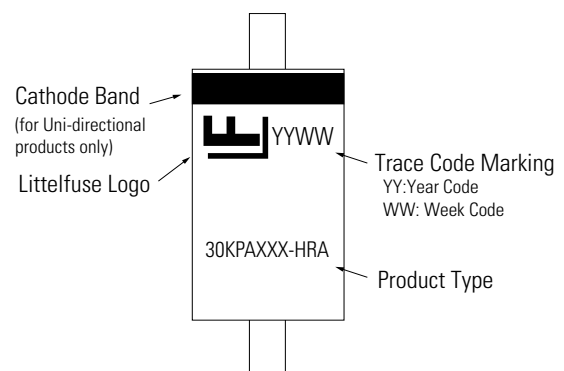 Cathode Band
(for Uni-directional
products only)
Littelfuse Logo
YYWW
Trace Code Marking
YY:Year Code
WW: Week Code
30KPAXXX-HRA
Product Type